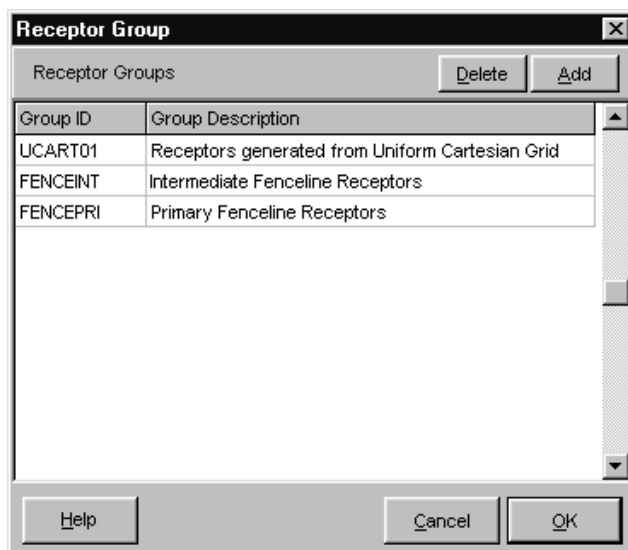 Receptor Group
Receptor Groups Delete Add
Group ID Group Description
UCART01 Receptors generated from Uniform Cartesian Grid
FENCEINT Intermediate Fenceline Receptors
FENCEPRI Primary Fenceline Receptors
Help Cancel OK